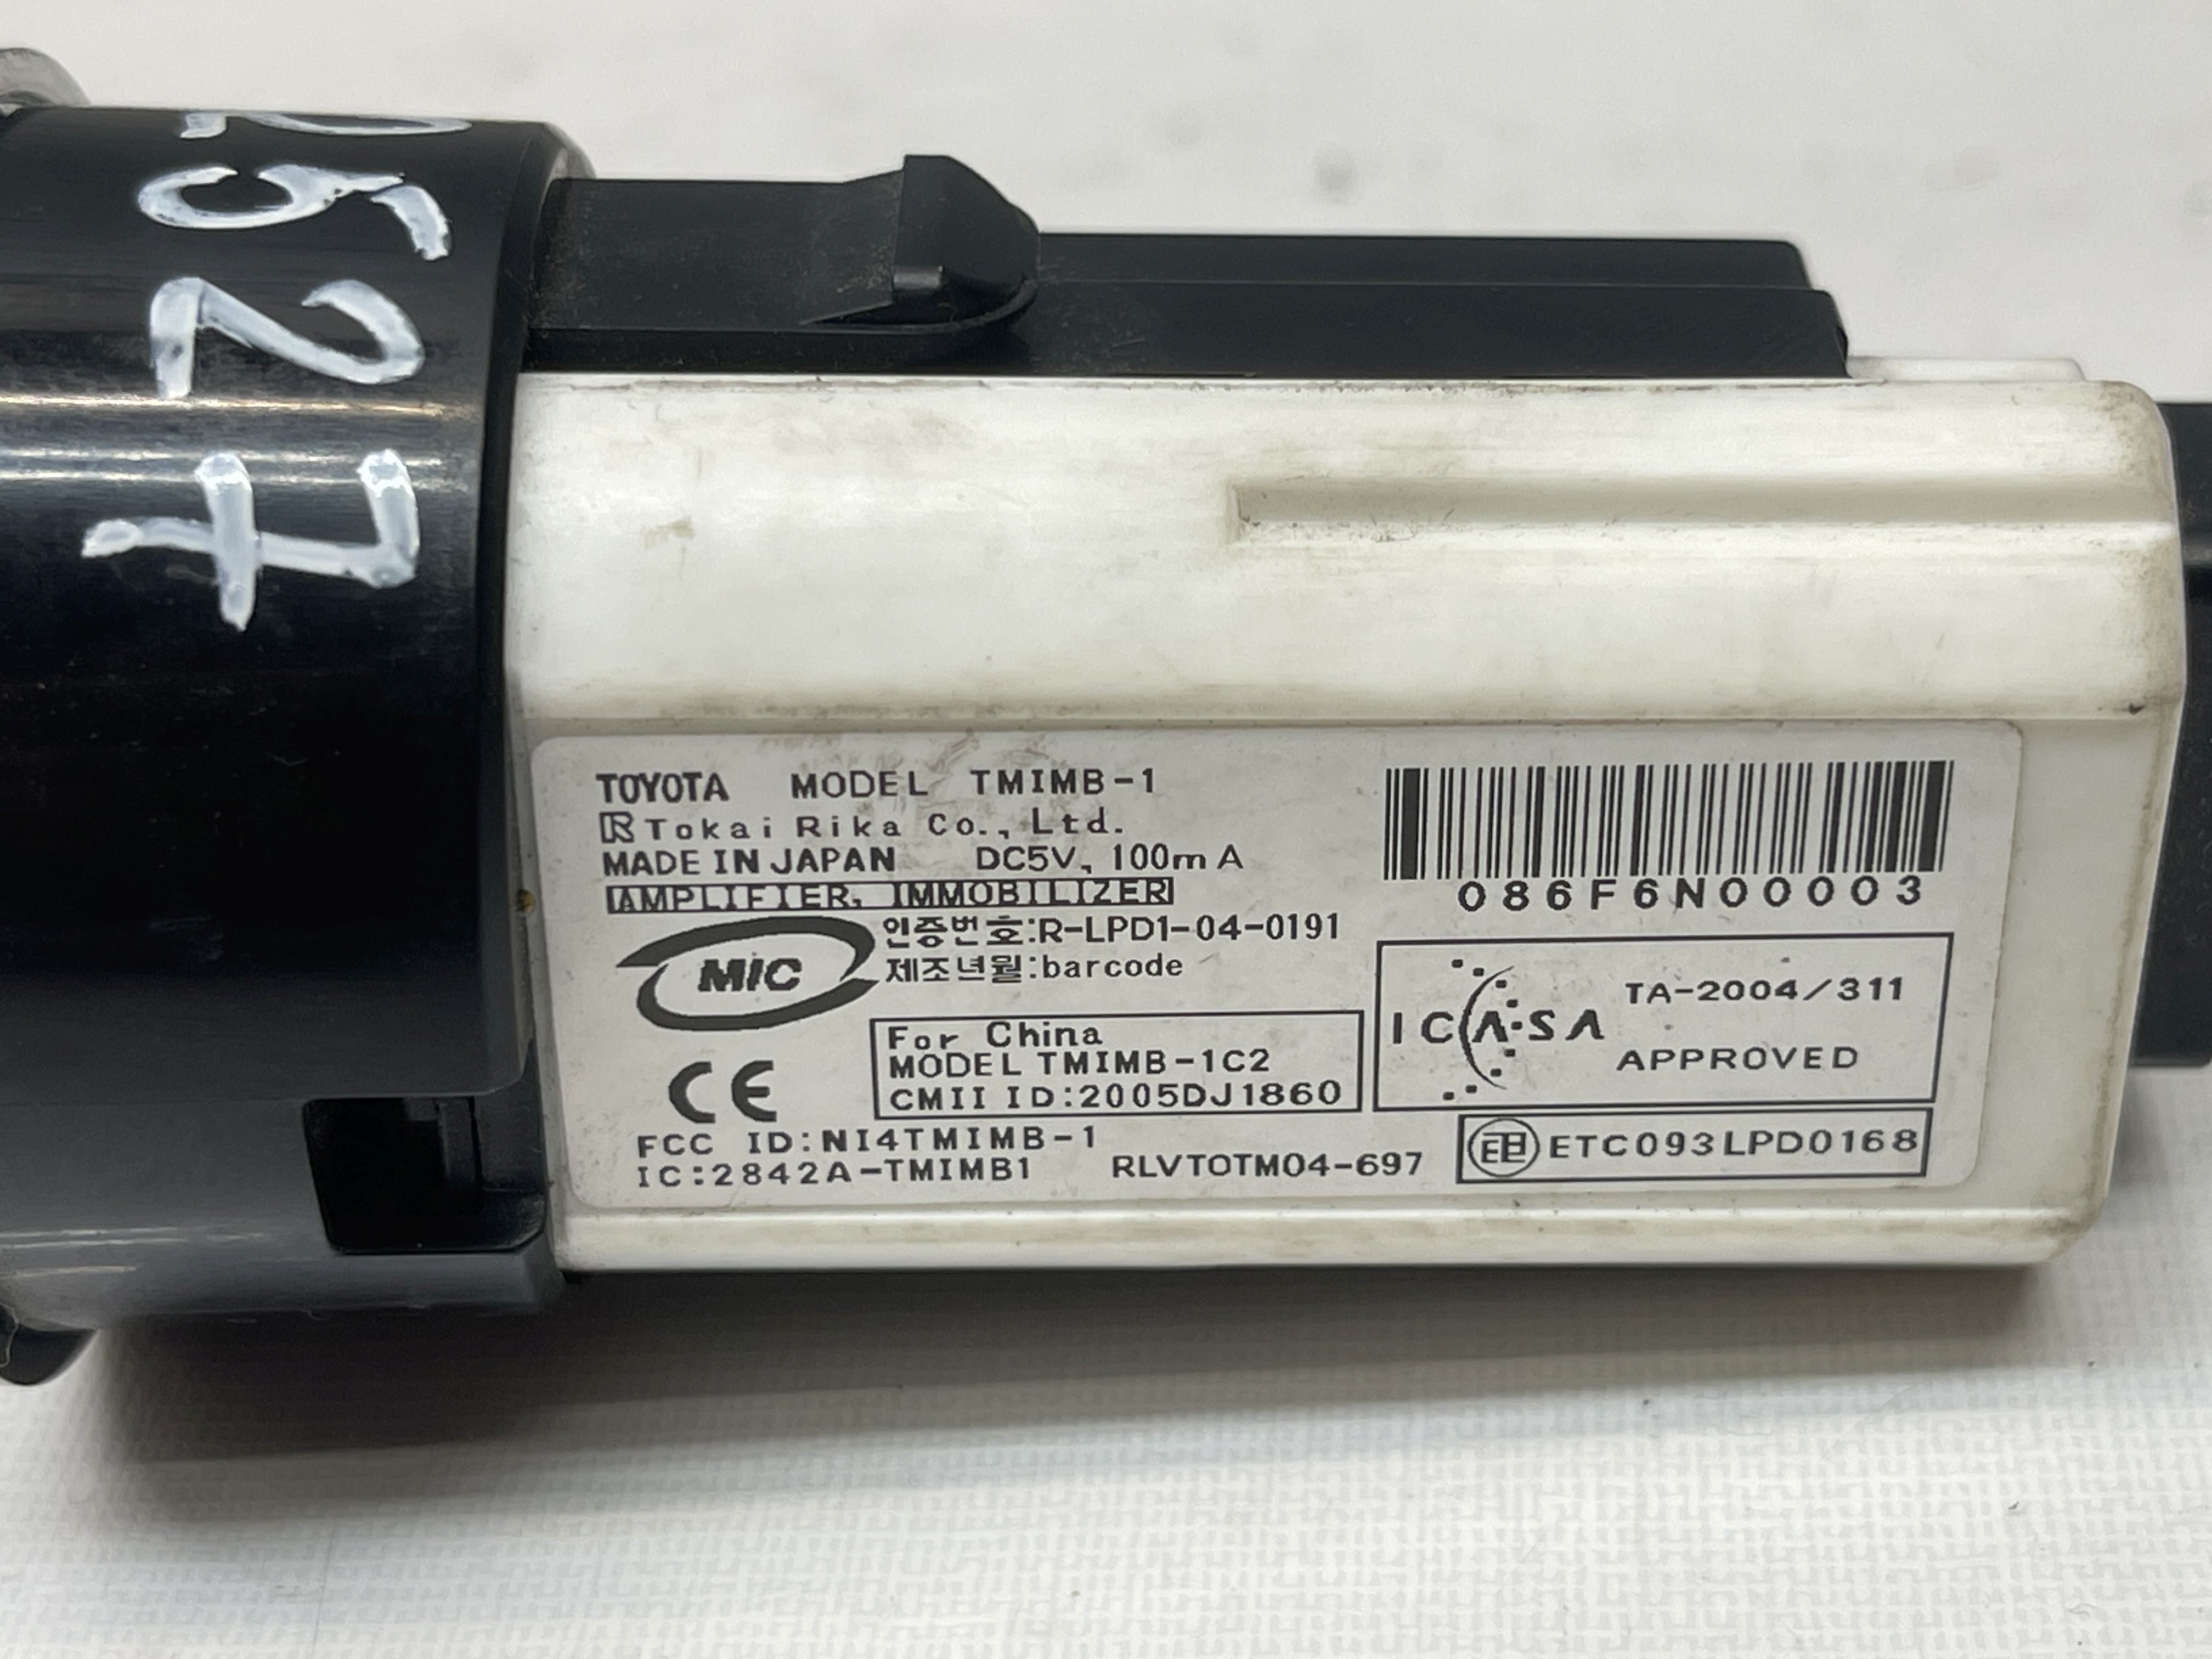 2527
TOYOTA MODEL TMIMB-1
R Tokai Rika Co., Ltd.
MADE IN JAPAN DC5V, 100mA
AMPLIFIER, IMMOBILIZER
086F6N00003
MIC
인증번호:R-LPD1-04-0191
제조년월:barcode
For China
MODEL TMIMB-1C2
CMII ID:2005DJ1860
ICASA
TA-2004/311
APPROVED
CE
FCC ID:NI4TMIMB-1
IC:2842A-TMIMB1 RLVTOTM04-697
ETC093LPD0168